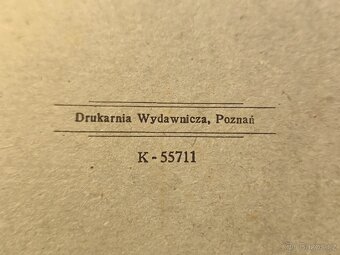 Drukarnia Wydawnicza, Poznań
K - 55711